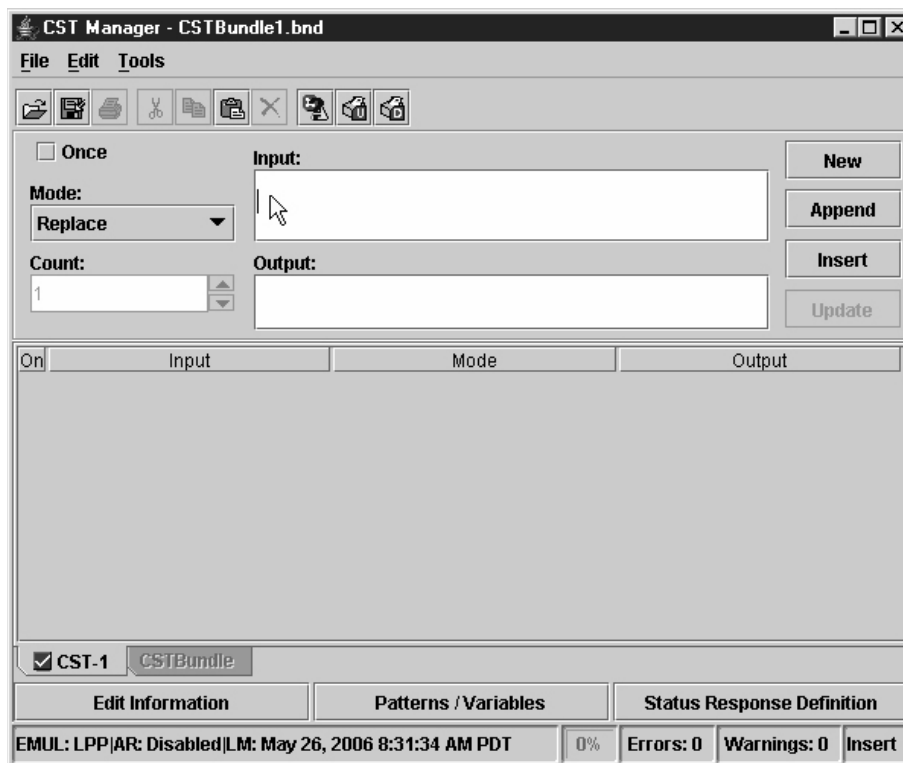 CST Manager - CSTBundle1.bnd
File Edit Tools
Once
Input:
New
Mode:
Replace
Append
Count:
Output:
Insert
1
Update
On Input Mode Output
CST-1 CSTBundle
Edit Information Patterns / Variables Status Response Definition
EMUL: LPP|AR: Disabled|LM: May 26, 2006 8:31:34 AM PDT 0% Errors: 0 Warnings: 0 Insert